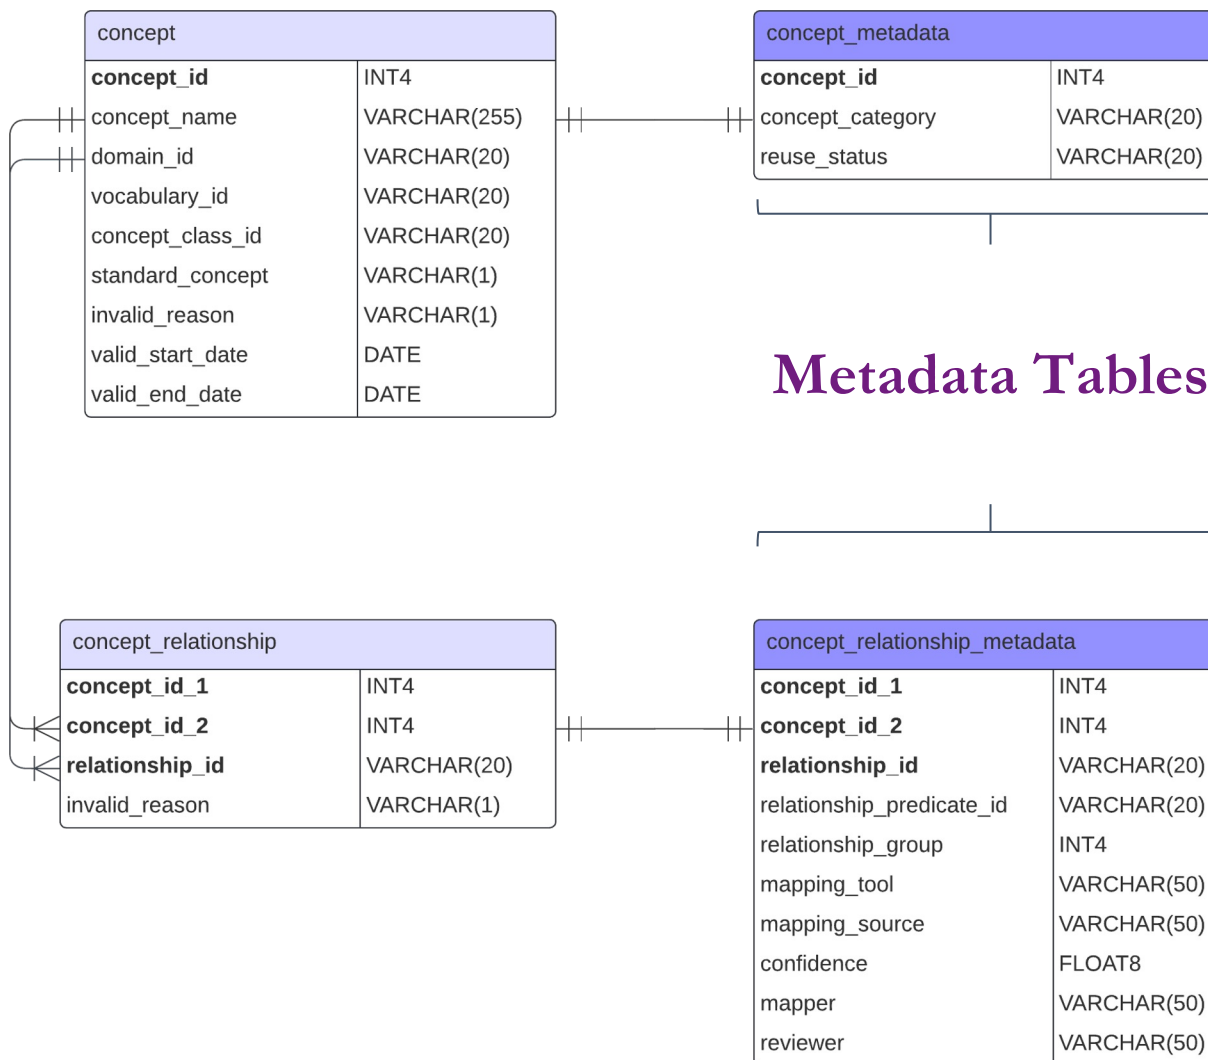 concept
concept_id INT4
concept_name VARCHAR(255)
domain_id VARCHAR(20)
vocabulary_id VARCHAR(20)
concept_class_id VARCHAR(20)
standard_concept VARCHAR(1)
invalid_reason VARCHAR(1)
valid_start_date DATE
valid_end_date DATE
concept_metadata
concept_id INT4
concept_category VARCHAR(20)
reuse_status VARCHAR(20)
Metadata Tables
concept_relationship
concept_id_1 INT4
concept_id_2 INT4
relationship_id VARCHAR(20)
invalid_reason VARCHAR(1)
concept_relationship_metadata
concept_id_1 INT4
concept_id_2 INT4
relationship_id VARCHAR(20)
relationship_predicate_id VARCHAR(20)
relationship_group INT4
mapping_tool VARCHAR(50)
mapping_source VARCHAR(50)
confidence FLOAT8
mapper VARCHAR(50)
reviewer VARCHAR(50)